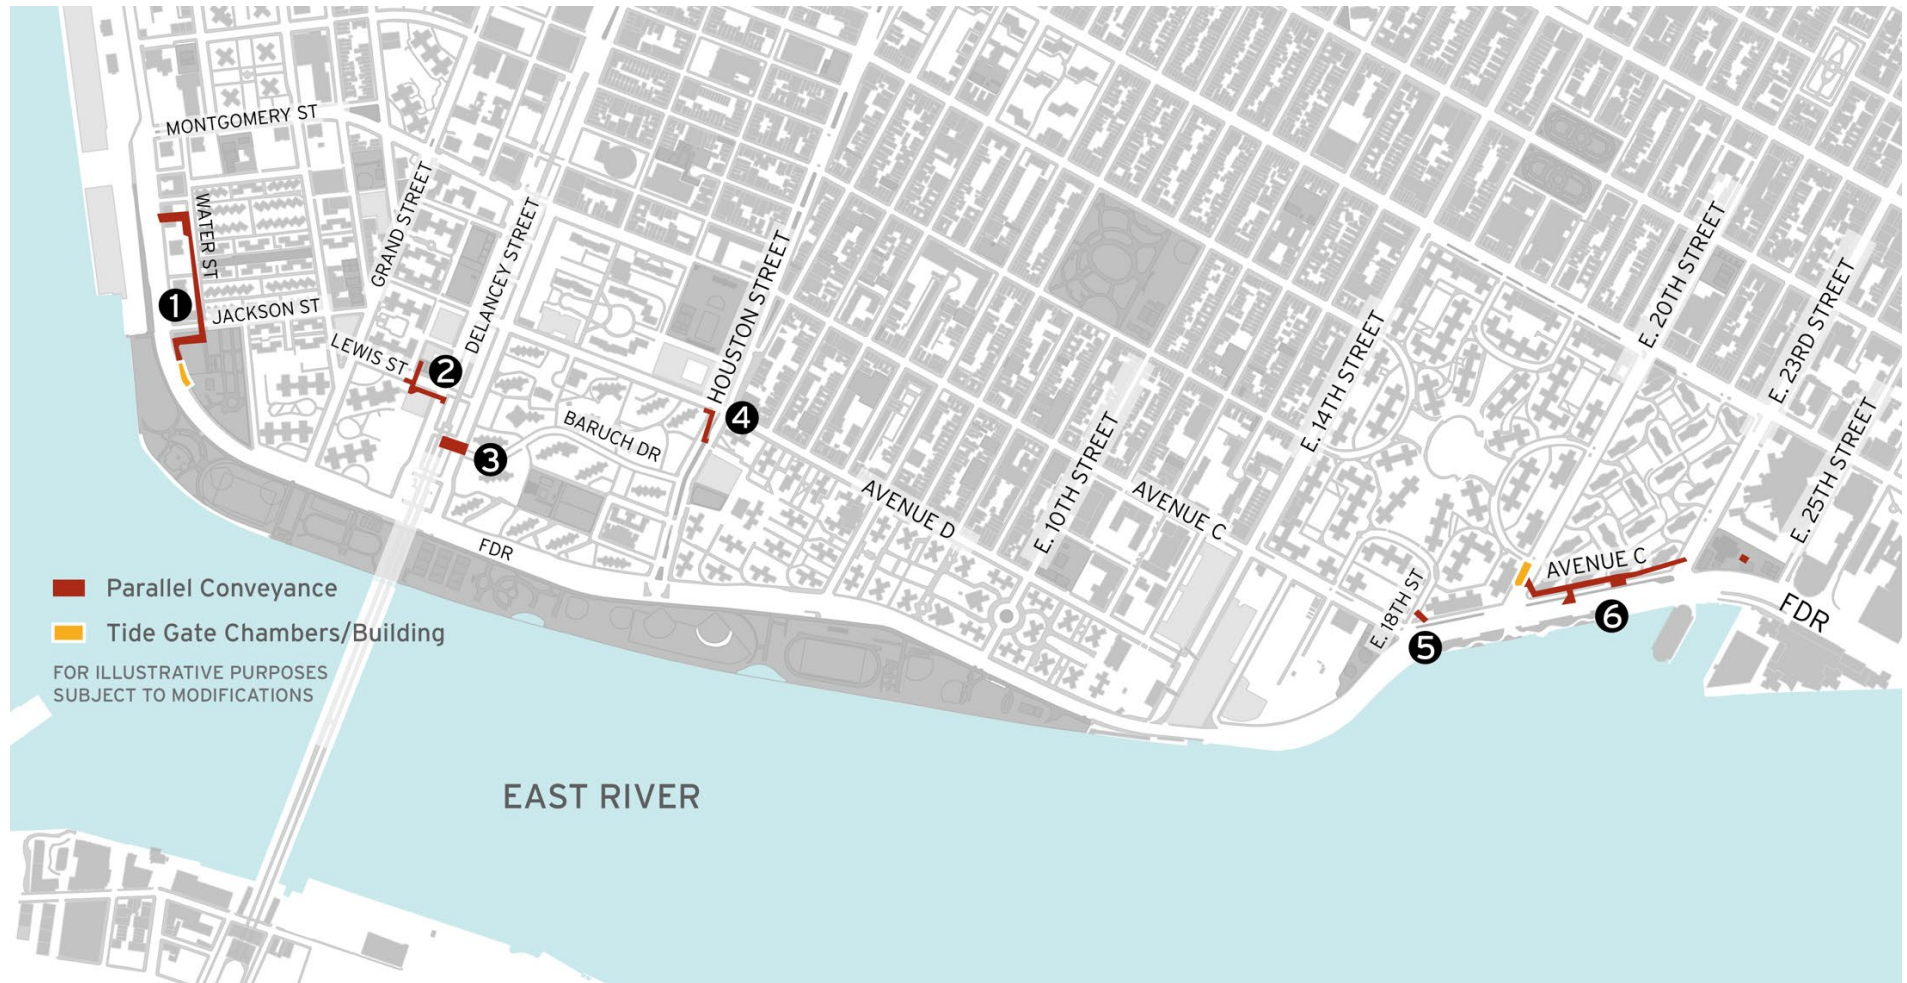 MONTGOMERY ST
WATER ST
GRAND STREET
DELANCEY STREET
1
JACKSON ST
LEWIS ST
2
3
HOUSTON STREET
4
BARUCH DR
AVENUE D
E. 10TH STREET
AVENUE C
E. 14TH STREET
E. 20TH STREET
E. 23RD STREET
E. 25TH STREET
FDR
E. 18TH ST
5
AVENUE C
6
FDR
Parallel Conveyance
Tide Gate Chambers/Building
FOR ILLUSTRATIVE PURPOSES
SUBJECT TO MODIFICATIONS
EAST RIVER